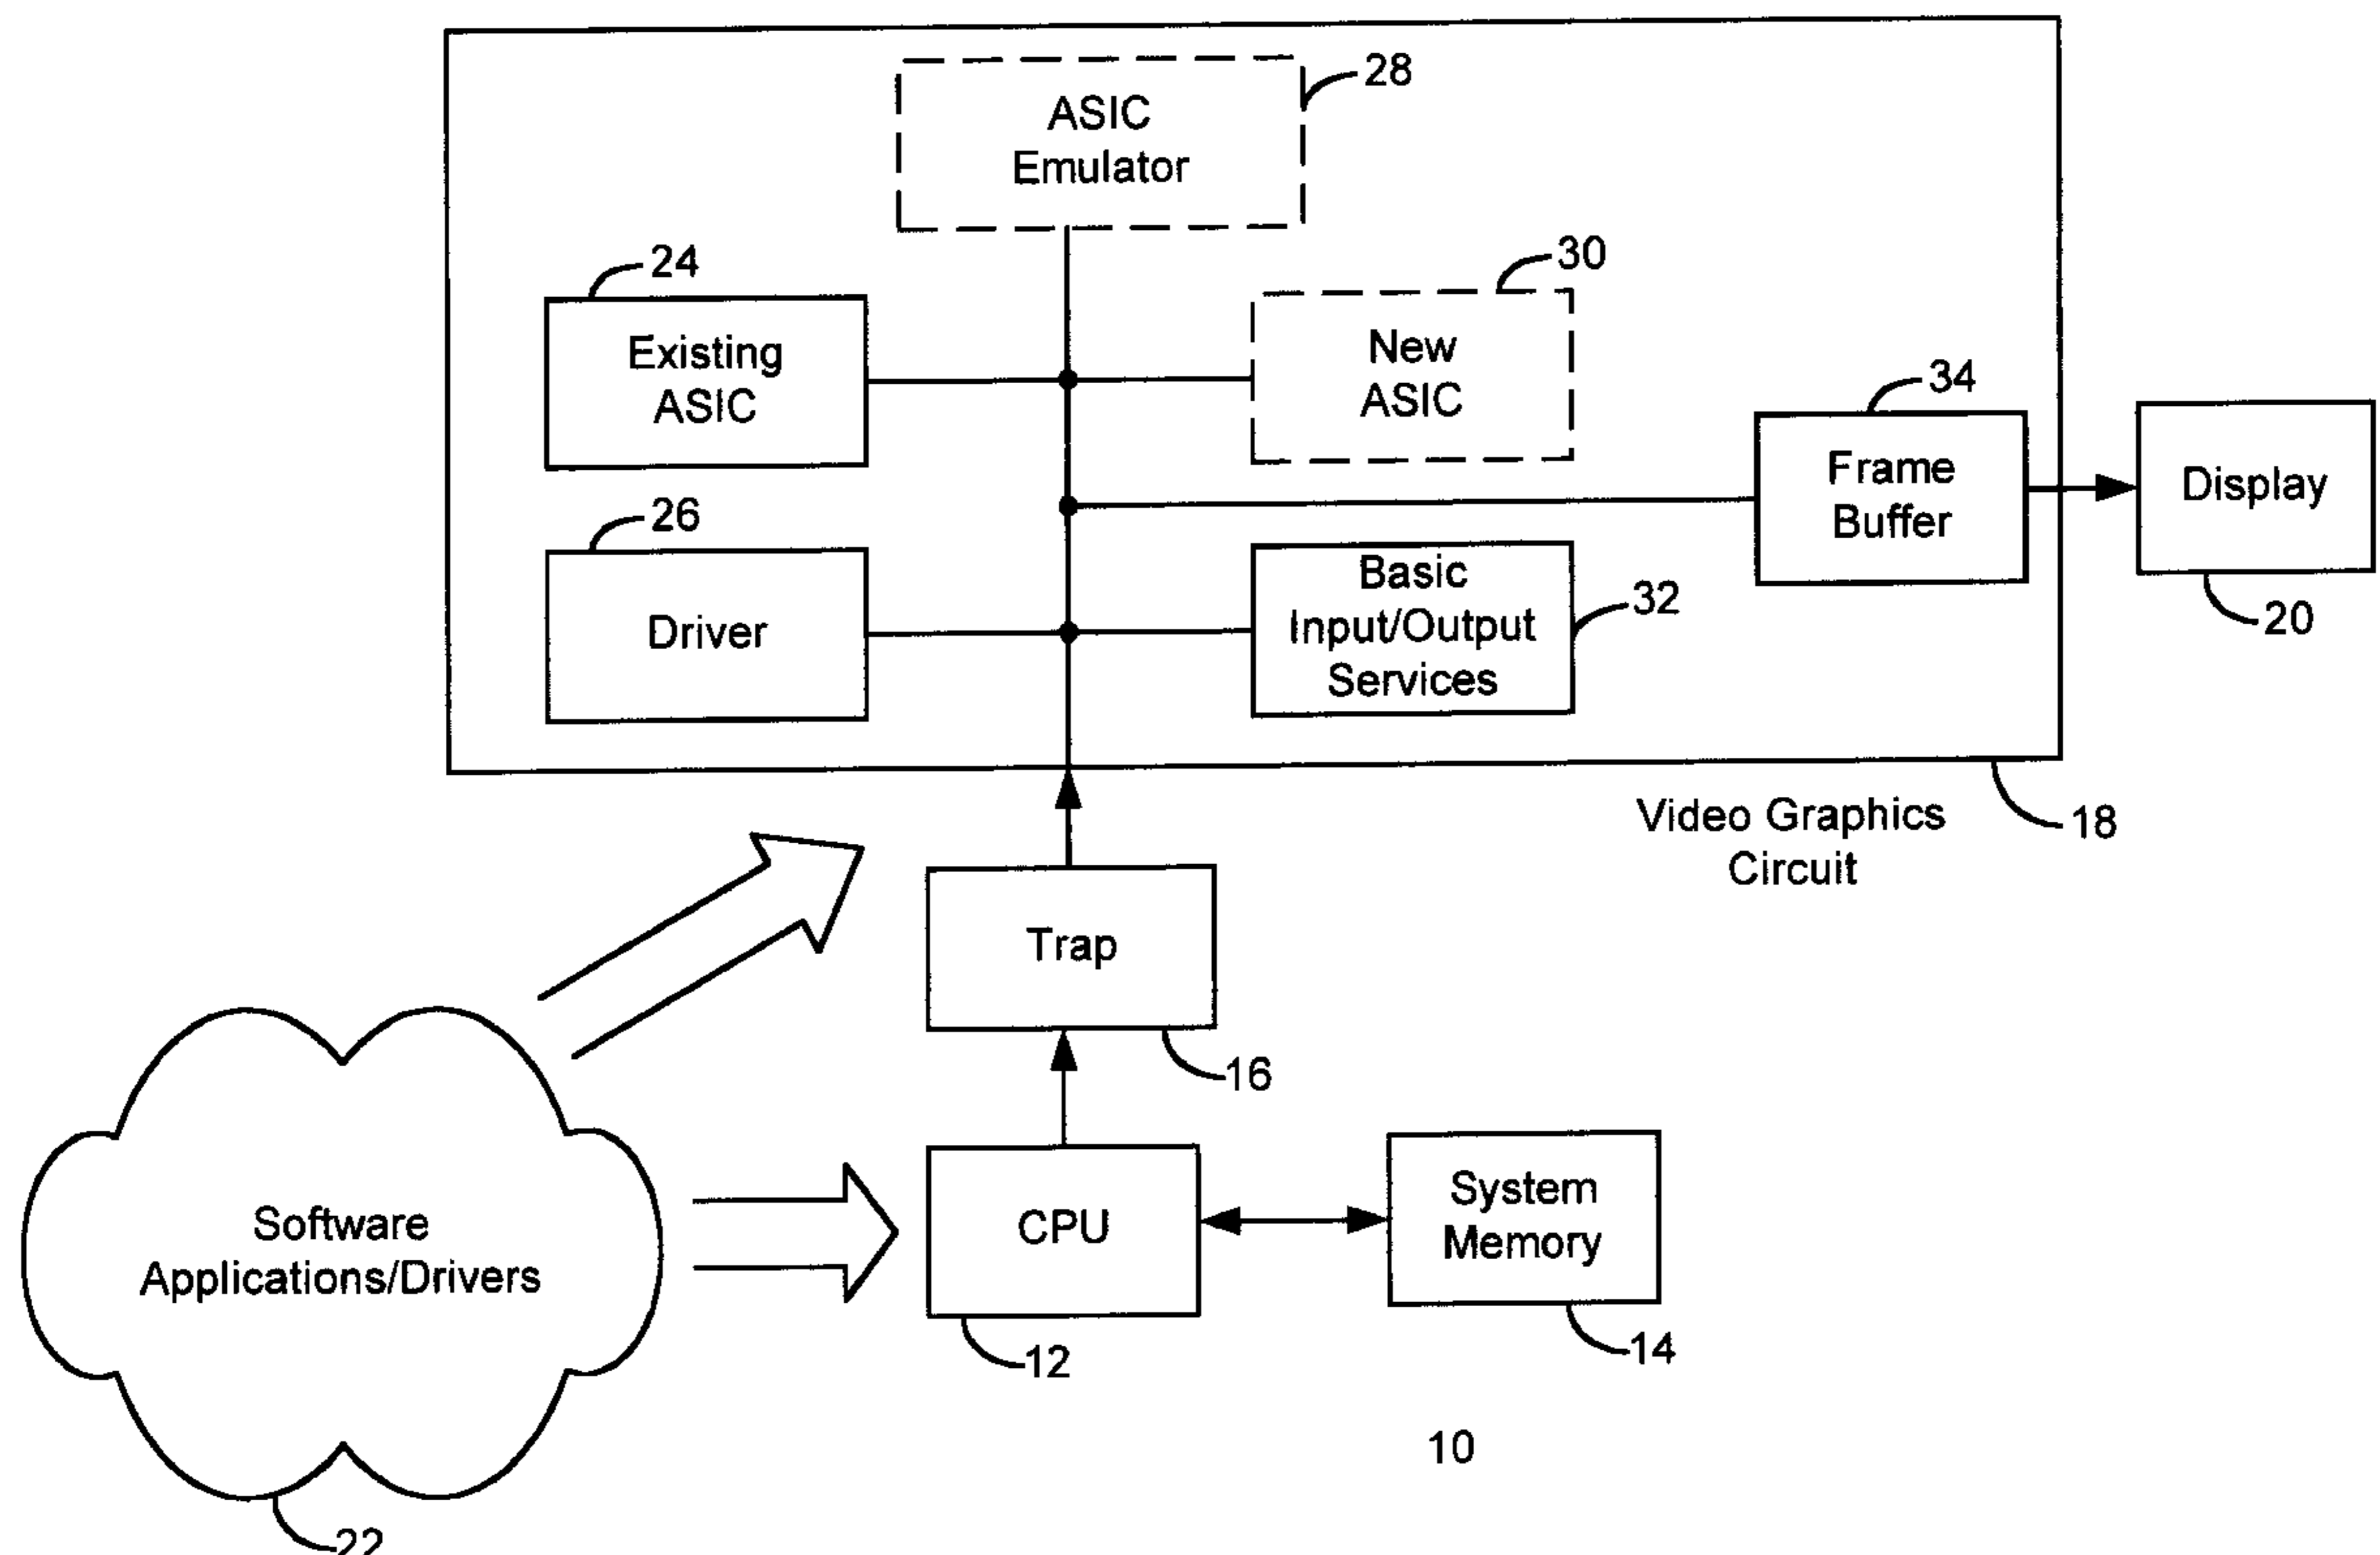 28
ASIC
Emulator
24
30
Existing
ASIC
New
ASIC
34
Frame
Buffer
Display
26
20
Driver
Basic
Input/Output
Services
32
Video Graphics
Circuit
18
Trap
16
Software
Applications/Drivers
CPU
System
Memory
12
14
10
22